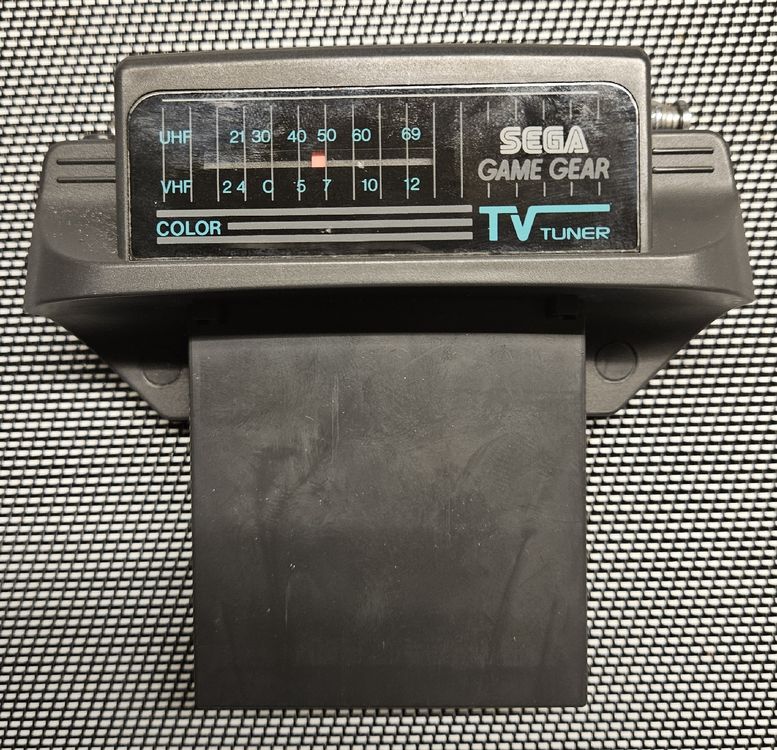 UHF 21 30 40 50 60 69
VHF 2 4 C 5 7 10 12
COLOR
SEGA
GAME GEAR
TV TUNER